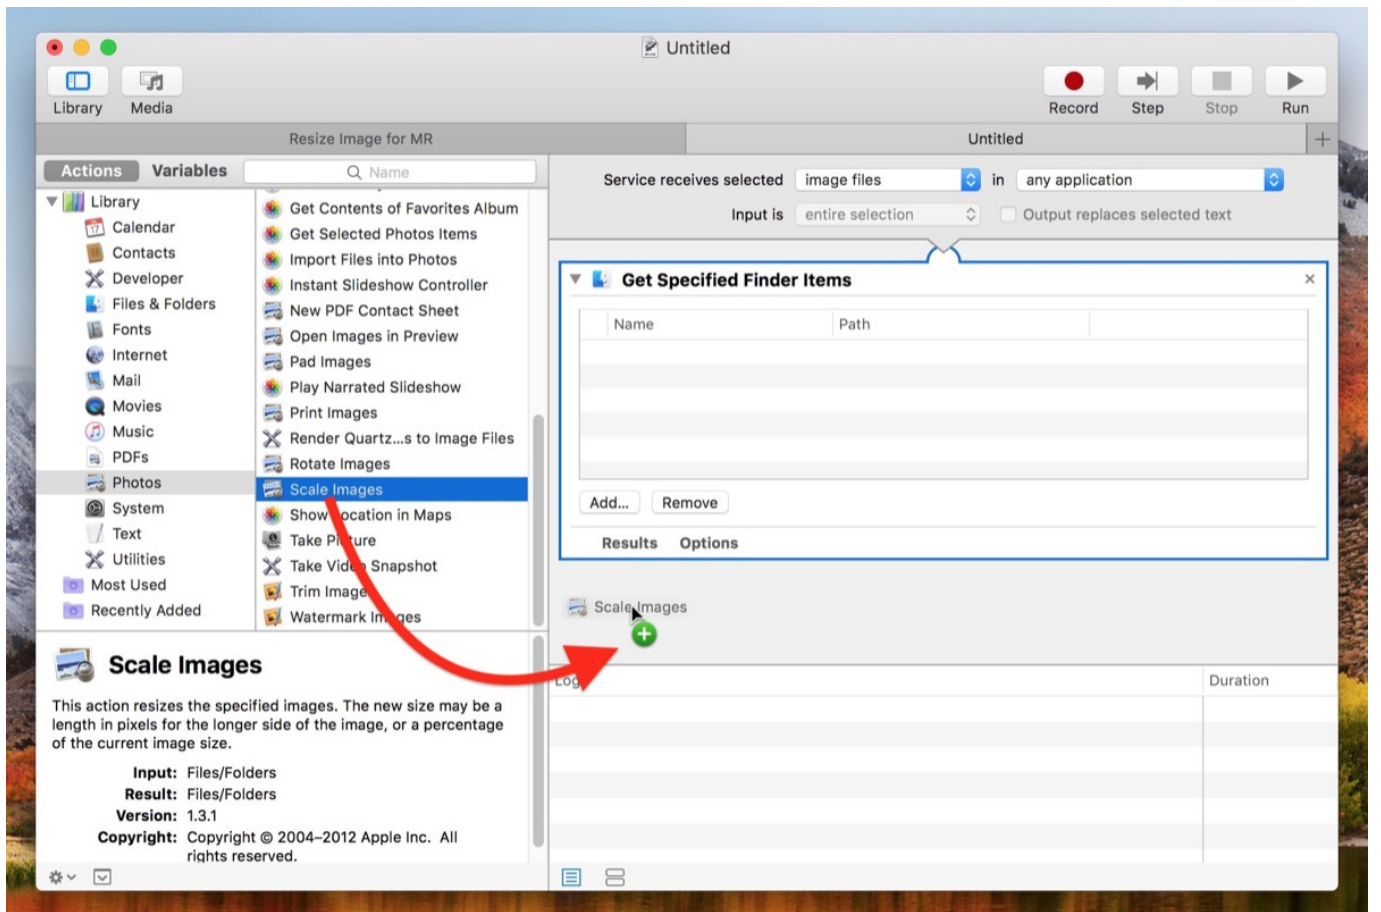 Untitled
Library
Media
Record
Step
Stop
Run
Resize Image for MR
Untitled
Actions
Variables
Name
Library
Calendar
Contacts
Developer
Files & Folders
Fonts
Internet
Mail
Movies
Music
PDFs
Photos
System
Text
Utilities
Most Used
Recently Added
Get Contents of Favorites Album
Get Selected Photos Items
Import Files into Photos
Instant Slideshow Controller
New PDF Contact Sheet
Open Images in Preview
Pad Images
Play Narrated Slideshow
Print Images
Render Quartz...s to Image Files
Rotate Images
Scale Images
Show Location in Maps
Take Picture
Take Video Snapshot
Trim Images
Watermark Images
Scale Images
This action resizes the specified images. The new size may be a
length in pixels for the longer side of the image, or a percentage
of the current image size.
Input: Files/Folders
Result: Files/Folders
Version: 1.3.1
Copyright: Copyright © 2004–2012 Apple Inc. All
rights reserved.
Service receives selected image files in any application
Input is entire selection Output replaces selected text
Get Specified Finder Items
Name Path
Add... Remove
Results Options
Scale Images
Log Duration